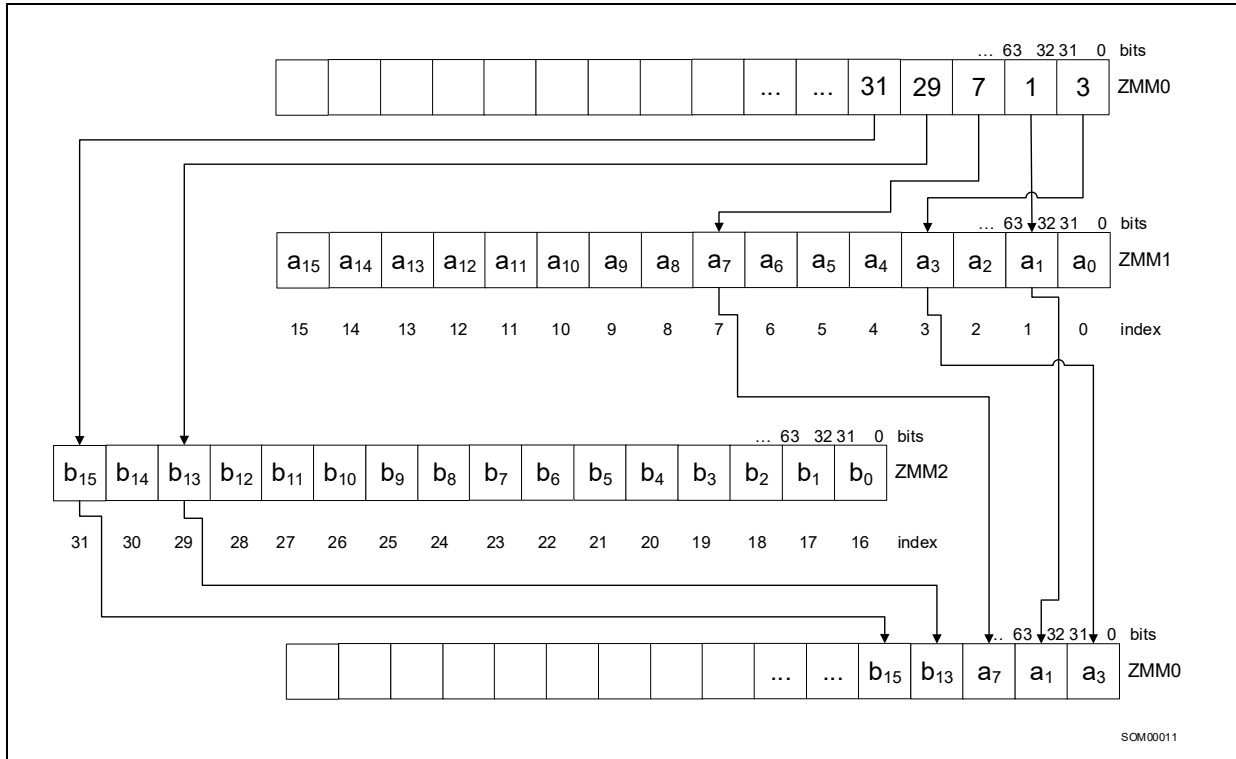 ... 63 32 31 0 bits
... ... 31 29 7 1 3 ZMM0
... 63 32 31 0 bits
a15 a14 a13 a12 a11 a10 a9 a8 a7 a6 a5 a4 a3 a2 a1 a0 ZMM1
15 14 13 12 11 10 9 8 7 6 5 4 3 2 1 0 index
... 63 32 31 0 bits
b15 b14 b13 b12 b11 b10 b9 b8 b7 b6 b5 b4 b3 b2 b1 b0 ZMM2
31 30 29 28 27 26 25 24 23 22 21 20 19 18 17 16 index
.. 63 32 31 0 bits
... ... b15 b13 a7 a1 a3 ZMM0
SOM00011